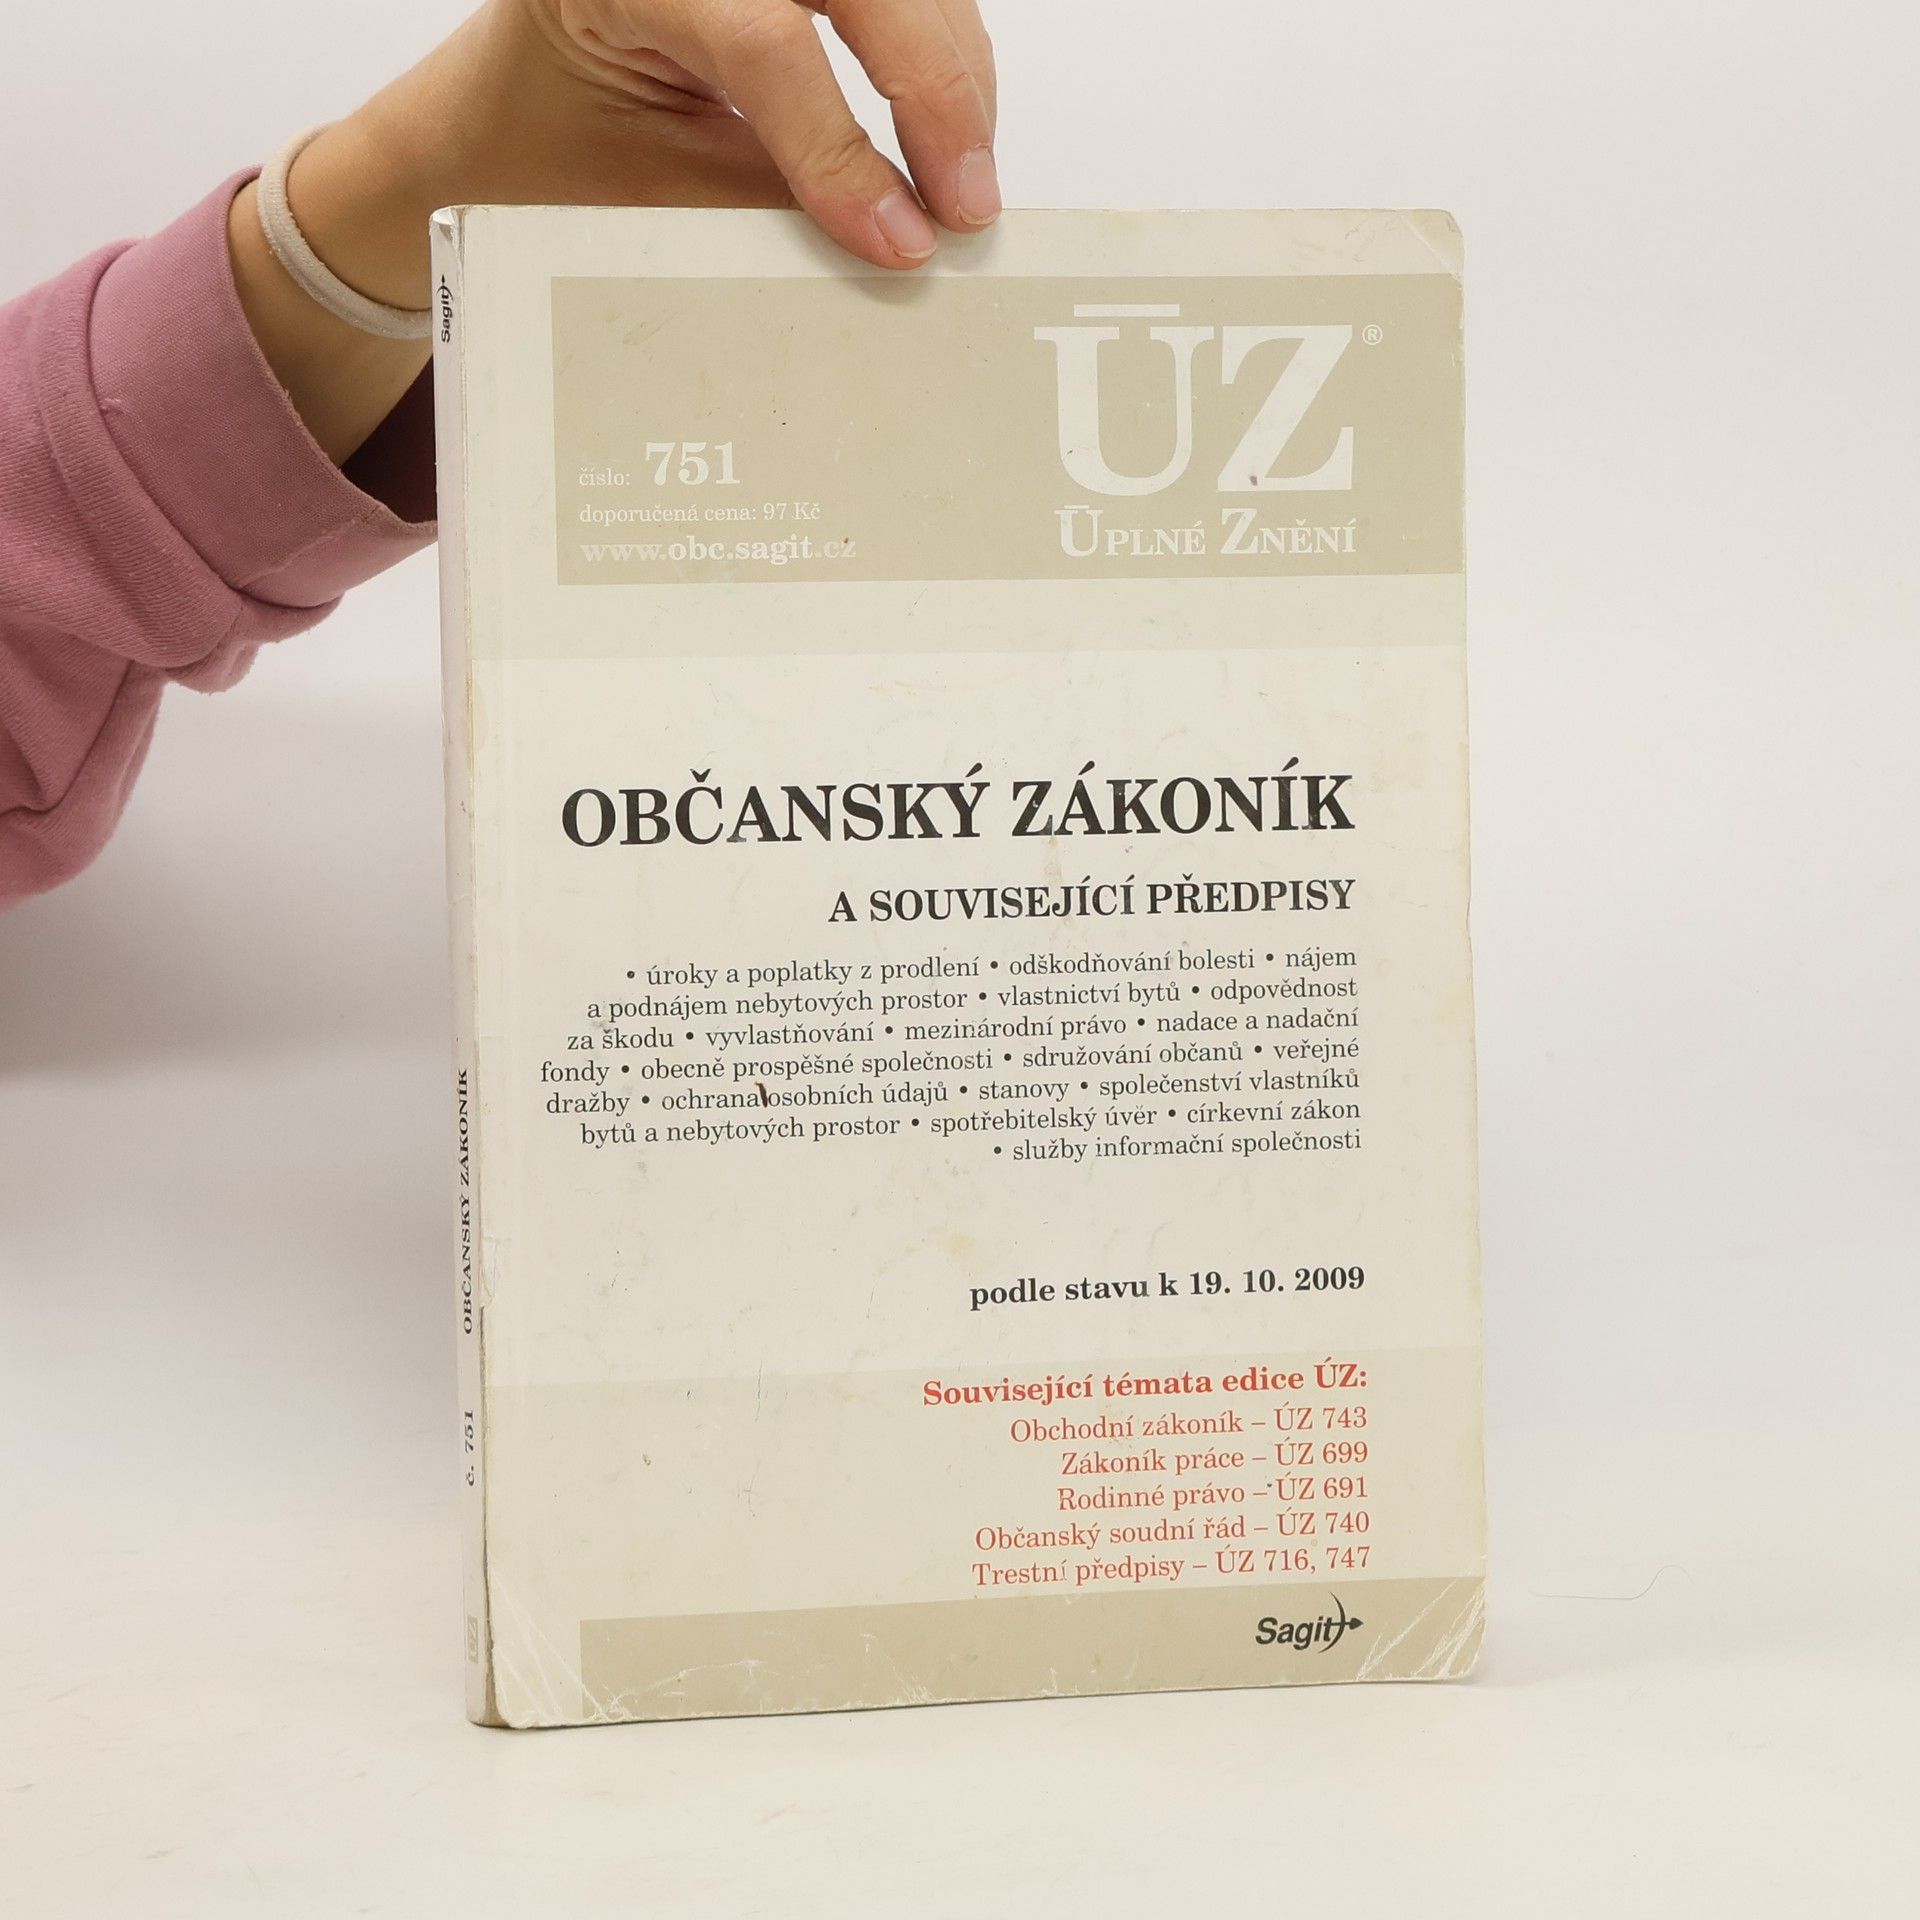 Sagit
OBČANSKÝ ZÁKONÍK
č. 751
ÚZ®
číslo: 751
doporučená cena: 97 Kč
www.obc.sagit.cz
ÚPLNÉ ZNĚNÍ
OBČANSKÝ ZÁKONÍK
A SOUVISEJÍCÍ PŘEDPISY
• úroky a poplatky z prodlení • odškodňování bolesti • nájem
a podnájem nebytových prostor • vlastnictví bytů • odpovědnost
za škodu • vyvlastňování • mezinárodní právo • nadace a nadační
fondy • obecně prospěšné společnosti • sdružování občanů • veřejné
dražby • ochrana osobních údajů • stanovy • společenství vlastníků
bytů a nebytových prostor • spotřebitelský úvěr • církevní zákon
• služby informační společnosti
podle stavu k 19. 10. 2009
Související témata edice ÚZ:
Obchodní zákoník – ÚZ 743
Zákoník práce – ÚZ 699
Rodinné právo – ÚZ 691
Občanský soudní řád – ÚZ 740
Trestní předpisy – ÚZ 716, 747
Sagit